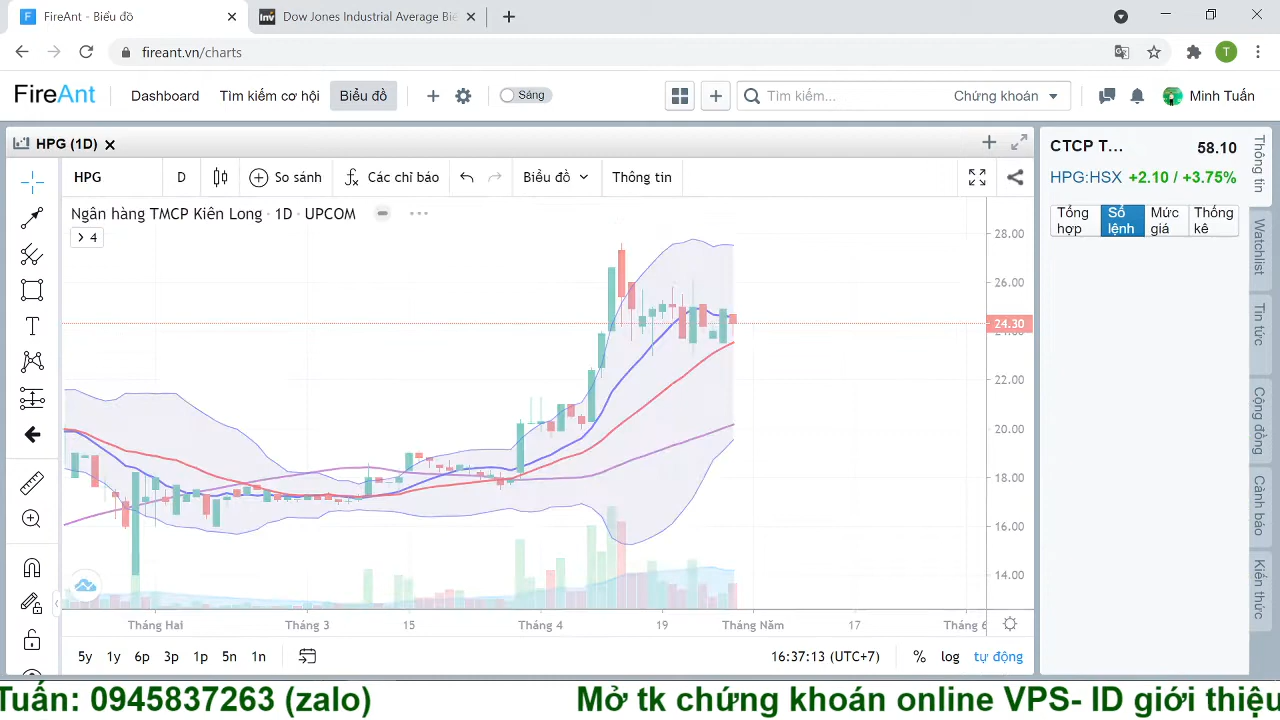 FireAnt - Biểu đồ
Inv Dow Jones Industrial Average Bi
fireant.vn/charts
T
FireAnt Dashboard Tìm kiếm cơ hội Biểu đồ Sáng Tìm kiếm... Chứng khoán Minh Tuấn
HPG (1D)
HPG D So sánh Các chỉ báo Biểu đồ Thông tin
Ngân hàng TMCP Kiên Long · 1D · UPCOM
4
28.00
26.00
24.30
22.00
20.00
18.00
16.00
14.00
Tháng Hai Tháng 3 15 Tháng 4 19 Tháng Năm 17 Tháng 6
5y 1y 6p 3p 1p 5n 1n 16:37:13 (UTC+7) % log tự động
CTCP T... 58.10
HPG:HSX +2.10 / +3.75%
Tổng hợp Sổ lệnh Mức giá Thống kê
Thông tin
Watchlist
Tin tức
Cộng đồng
Cảnh báo
Kiến thức
Tuấn: 0945837263 (zalo) Mở tk chứng khoán online VPS- ID giới thiệu